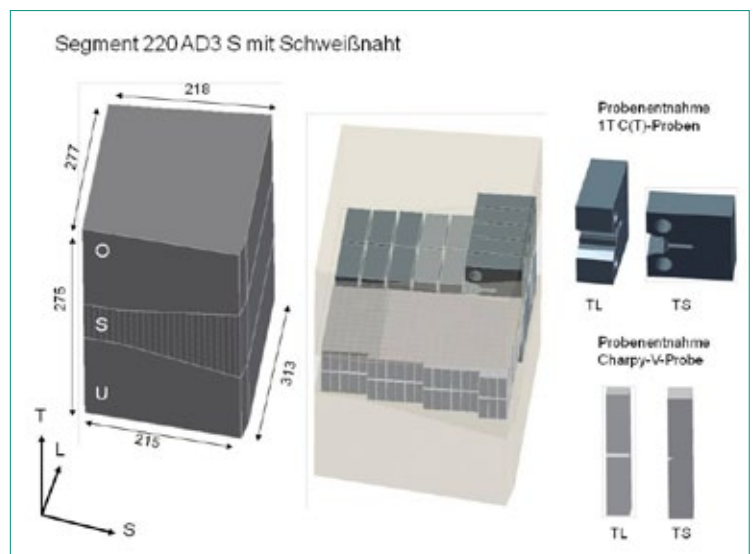 Segment 220 AD3 S mit Schweißnaht
218
277
275
O
S
U
215
313
T
L
S
Probenentnahme
1T C(T)-Proben
TL TS
Probenentnahme
Charpy-V-Probe
TL TS